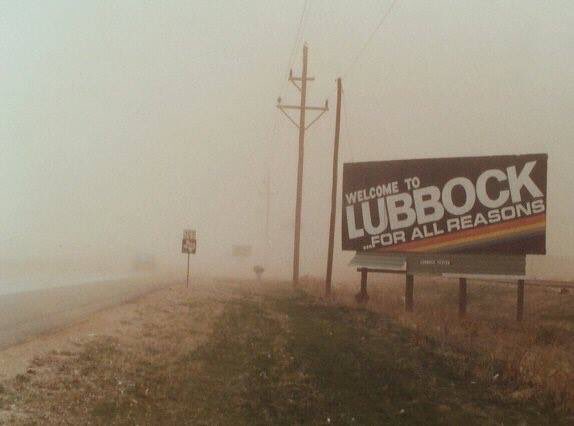 WELCOME TO
LUBBOCK
...FOR ALL REASONS